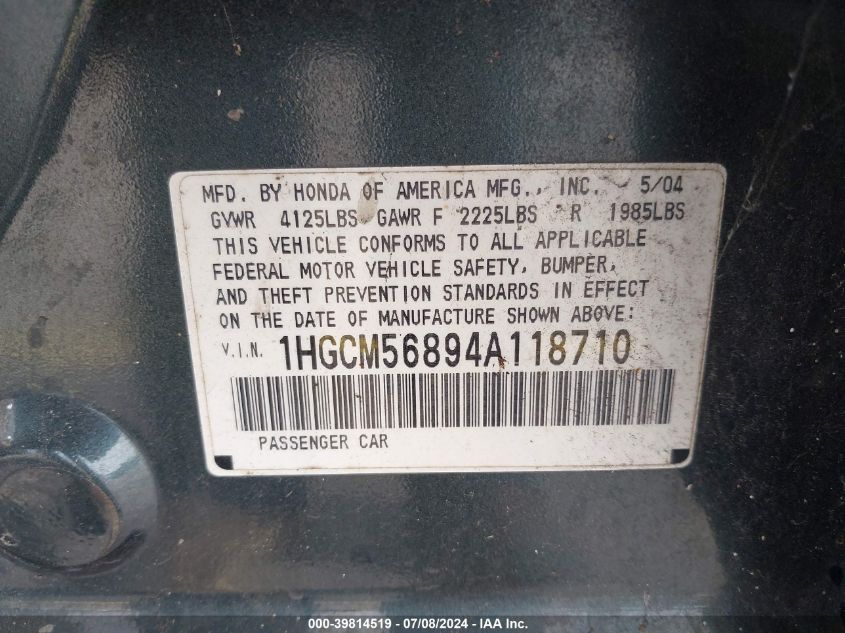 MFD. BY HONDA OF AMERICA MFG., INC. 5/04
GVWR 4125LBS GAWR F 2225LBS R 1985LBS
THIS VEHICLE CONFORMS TO ALL APPLICABLE
FEDERAL MOTOR VEHICLE SAFETY, BUMPER,
AND THEFT PREVENTION STANDARDS IN EFFECT
ON THE DATE OF MANUFACTURE SHOWN ABOVE:
V.I.N. 1HGCM56894A118710
PASSENGER CAR
000-39814519 - 07/08/2024 - IAA Inc.